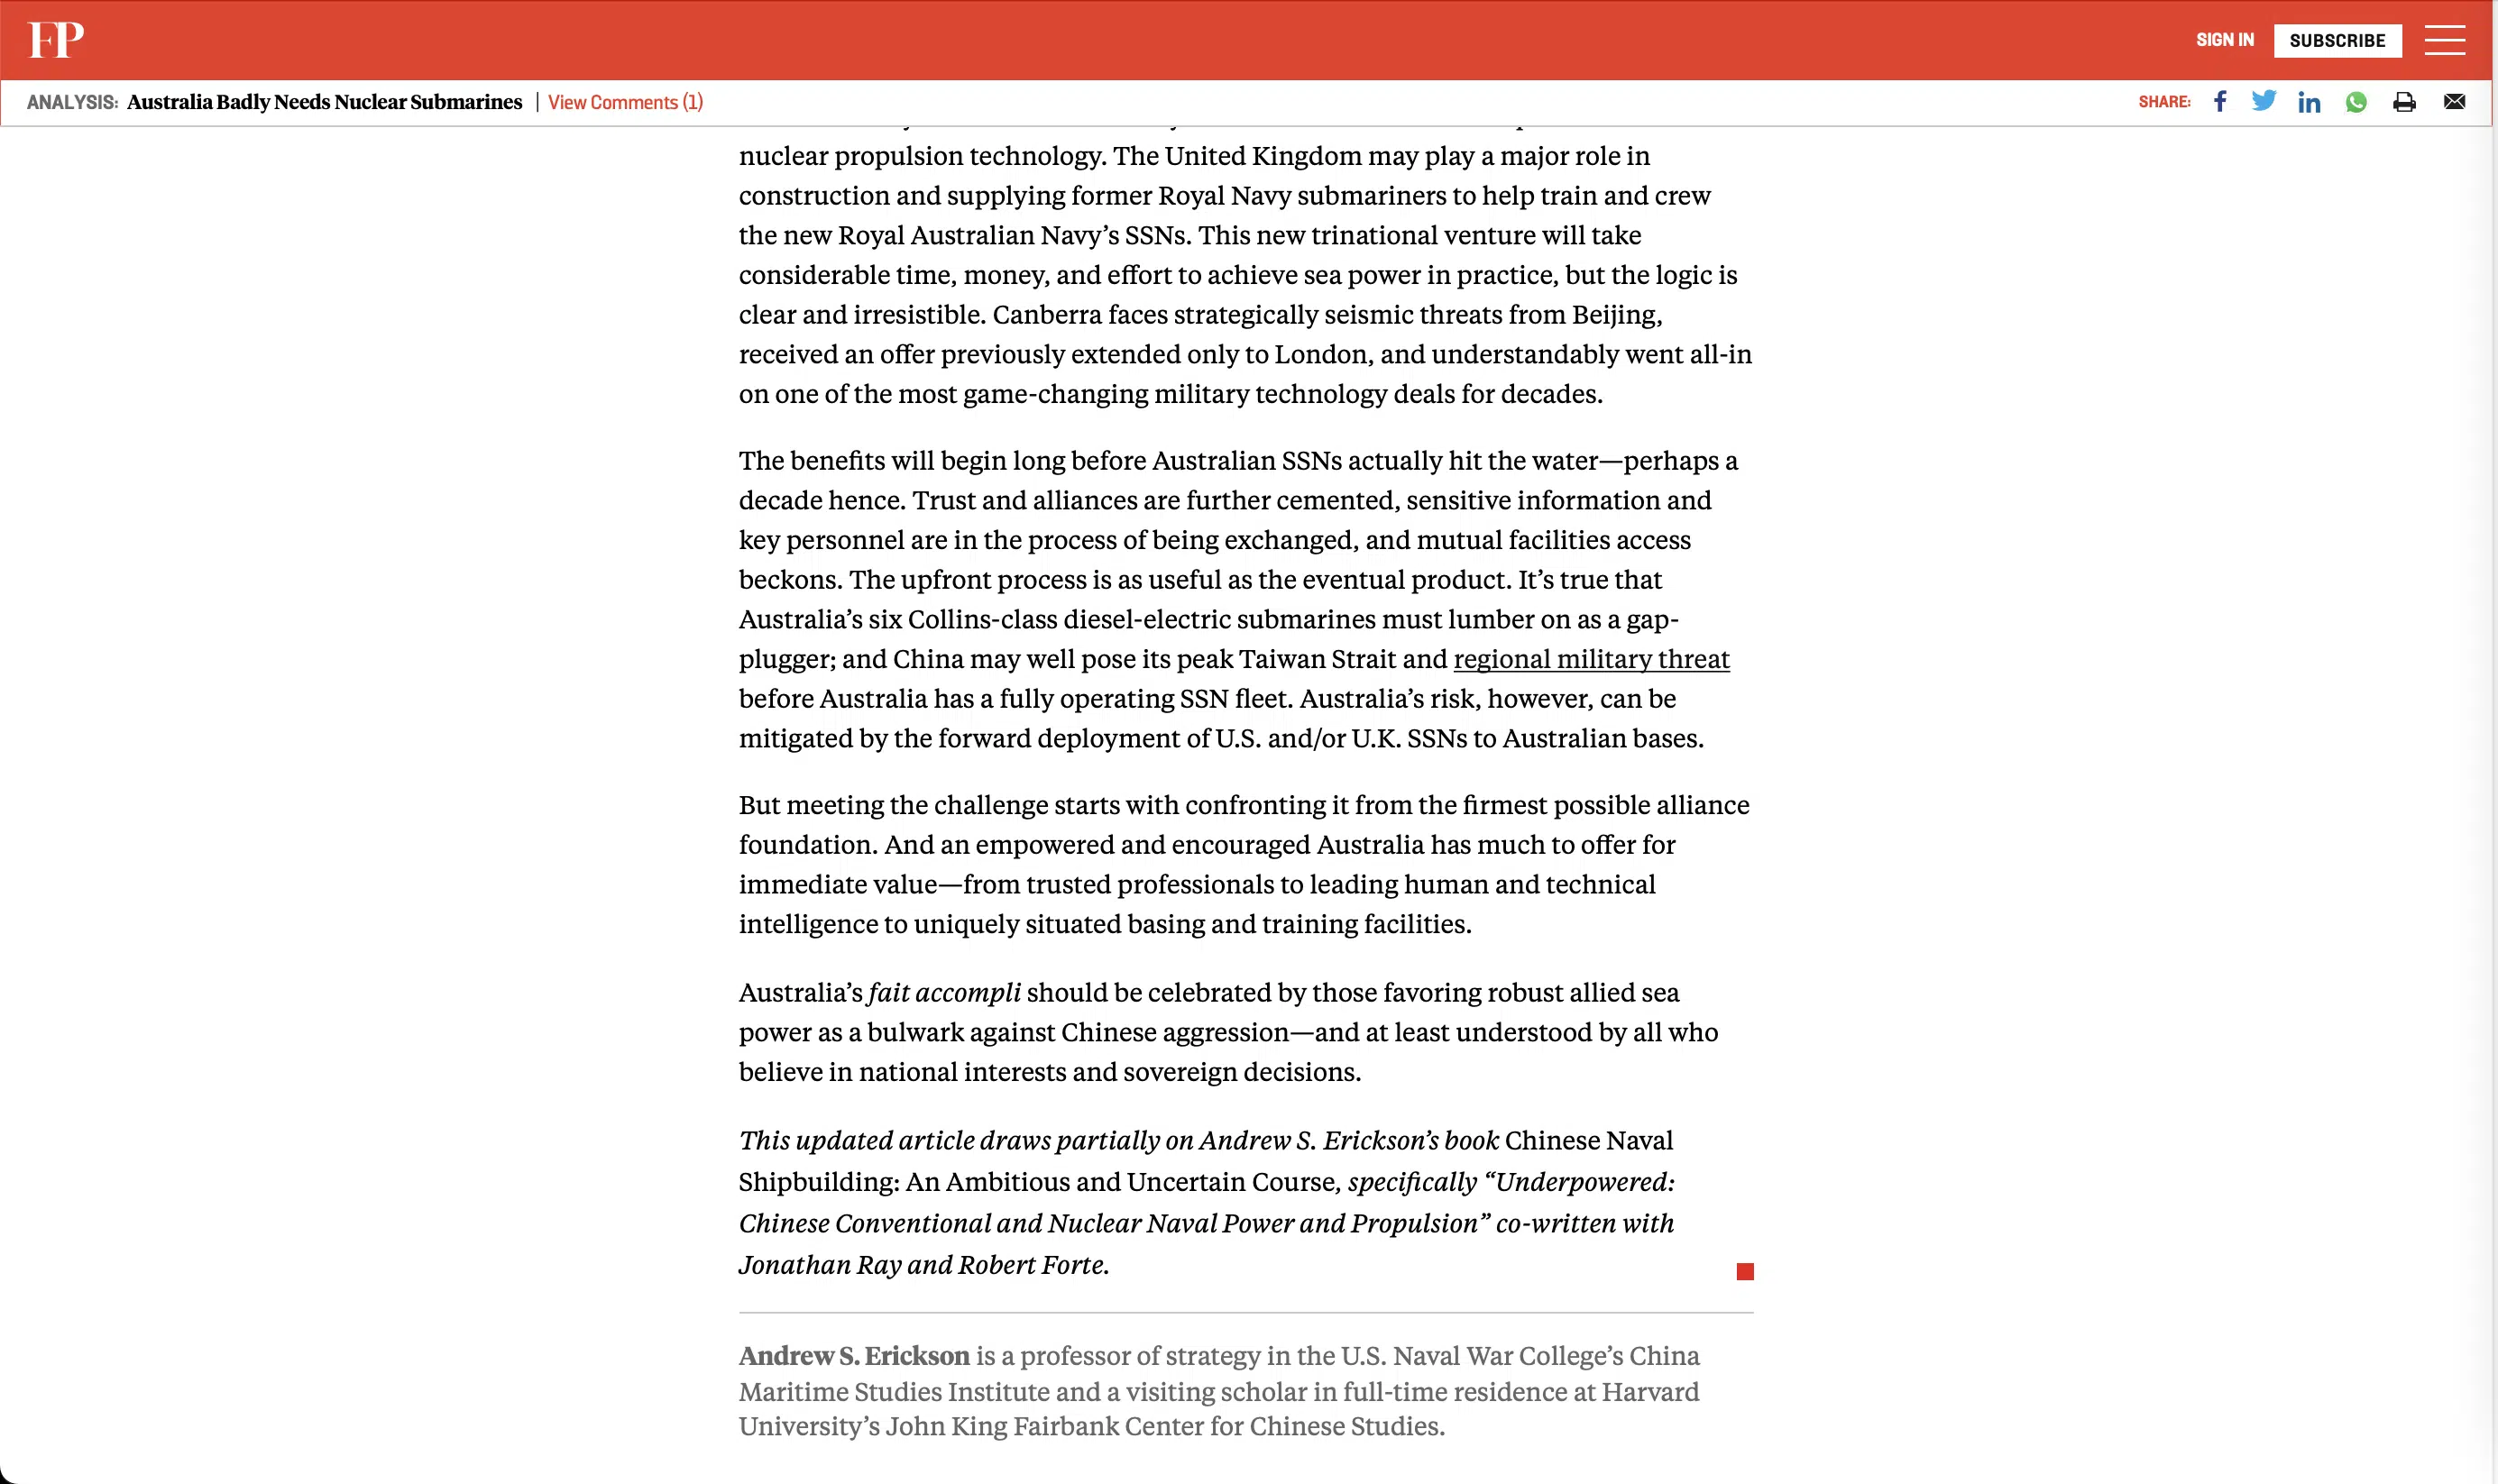 FP
SIGN IN
SUBSCRIBE
ANALYSIS: Australia Badly Needs Nuclear Submarines | View Comments (1)
SHARE:
nuclear propulsion technology. The United Kingdom may play a major role in
construction and supplying former Royal Navy submariners to help train and crew
the new Royal Australian Navy’s SSNs. This new trinational venture will take
considerable time, money, and effort to achieve sea power in practice, but the logic is
clear and irresistible. Canberra faces strategically seismic threats from Beijing,
received an offer previously extended only to London, and understandably went all-in
on one of the most game-changing military technology deals for decades.
The benefits will begin long before Australian SSNs actually hit the water—perhaps a
decade hence. Trust and alliances are further cemented, sensitive information and
key personnel are in the process of being exchanged, and mutual facilities access
beckons. The upfront process is as useful as the eventual product. It’s true that
Australia’s six Collins-class diesel-electric submarines must lumber on as a gap-
plugger; and China may well pose its peak Taiwan Strait and regional military threat
before Australia has a fully operating SSN fleet. Australia’s risk, however, can be
mitigated by the forward deployment of U.S. and/or U.K. SSNs to Australian bases.
But meeting the challenge starts with confronting it from the firmest possible alliance
foundation. And an empowered and encouraged Australia has much to offer for
immediate value—from trusted professionals to leading human and technical
intelligence to uniquely situated basing and training facilities.
Australia’s fait accompli should be celebrated by those favoring robust allied sea
power as a bulwark against Chinese aggression—and at least understood by all who
believe in national interests and sovereign decisions.
This updated article draws partially on Andrew S. Erickson’s book Chinese Naval
Shipbuilding: An Ambitious and Uncertain Course, specifically “Underpowered:
Chinese Conventional and Nuclear Naval Power and Propulsion” co-written with
Jonathan Ray and Robert Forte.
Andrew S. Erickson is a professor of strategy in the U.S. Naval War College’s China
Maritime Studies Institute and a visiting scholar in full-time residence at Harvard
University’s John King Fairbank Center for Chinese Studies.